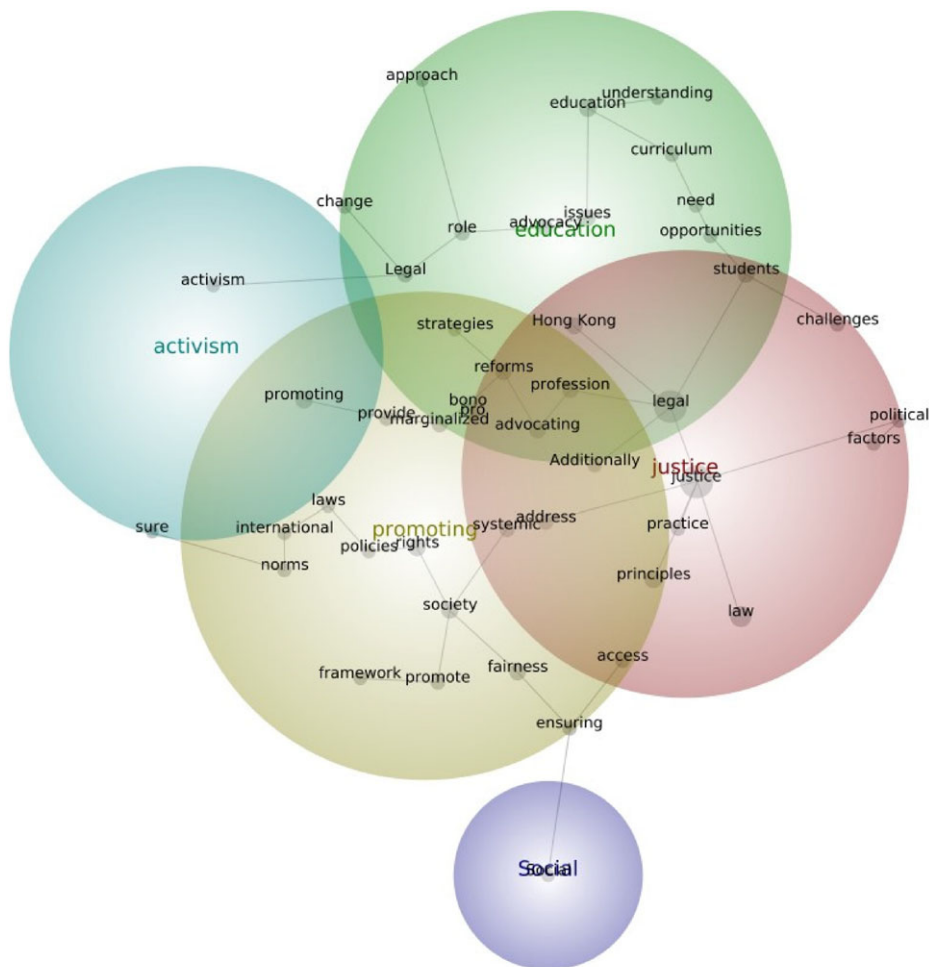 approach
understanding
education
curriculum
change
need
issues
advocacy
role
education
opportunities
Legal
students
activism
strategies
Hong Kong
challenges
activism
reforms
profession
promoting
bono
legal
provide
pro
political
marginalized
advocating
factors
Additionally
justice
justice
laws
address
sure
international
promoting
systemic
practice
policies
rights
norms
principles
society
law
access
framework
promote
fairness
ensuring
Social